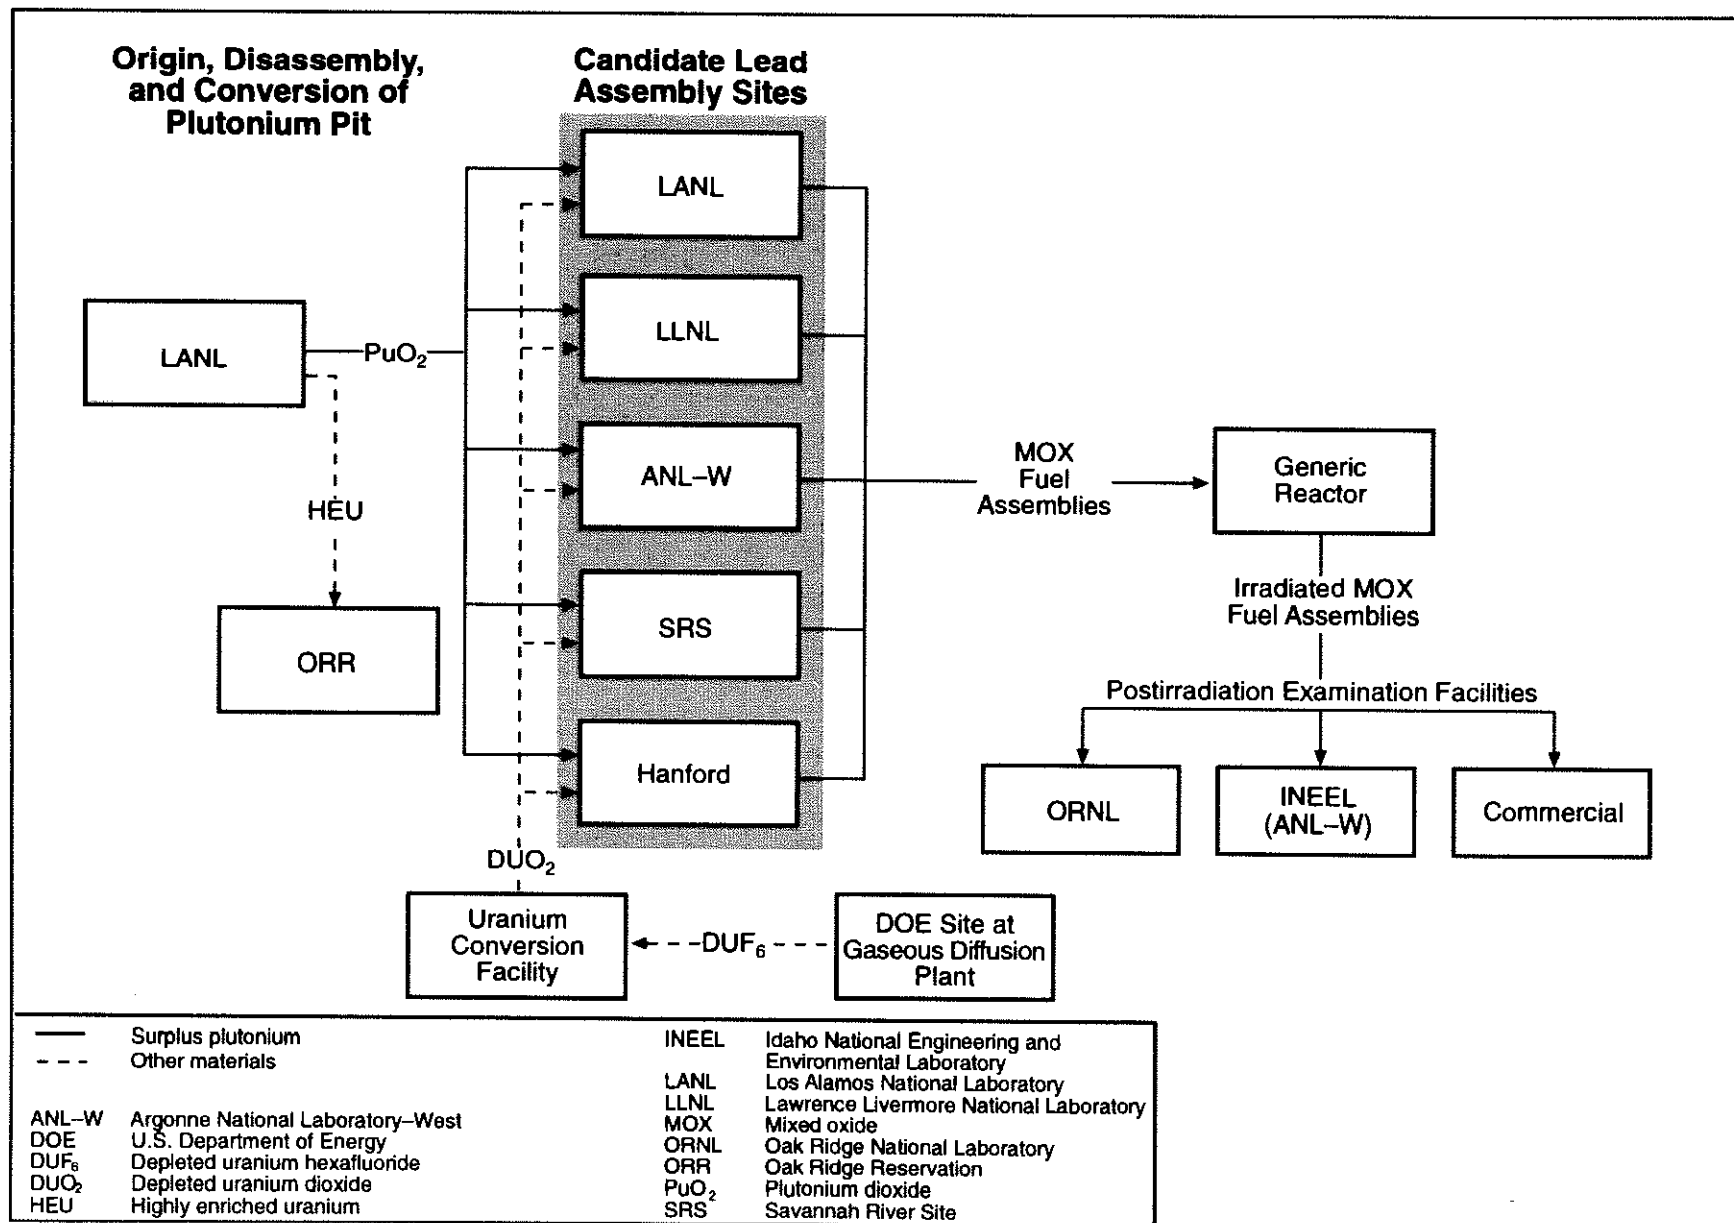 Origin, Disassembly,
and Conversion of
Plutonium Pit
Candidate Lead
Assembly Sites
LANL
LANL
PuO₂
LLNL
HEU
ANL–W
MOX
Fuel
Assemblies
Generic
Reactor
ORR
SRS
Irradiated MOX
Fuel Assemblies
Hanford
Postirradiation Examination Facilities
ORNL
INEEL
(ANL–W)
Commercial
DUO₂
Uranium
Conversion
Facility
DUF₆
DOE Site at
Gaseous Diffusion
Plant
Surplus plutonium
Other materials
ANL–W Argonne National Laboratory–West
DOE U.S. Department of Energy
DUF₆ Depleted uranium hexafluoride
DUO₂ Depleted uranium dioxide
HEU Highly enriched uranium
INEEL Idaho National Engineering and
Environmental Laboratory
LANL Los Alamos National Laboratory
LLNL Lawrence Livermore National Laboratory
MOX Mixed oxide
ORNL Oak Ridge National Laboratory
ORR Oak Ridge Reservation
PuO₂ Plutonium dioxide
SRS Savannah River Site